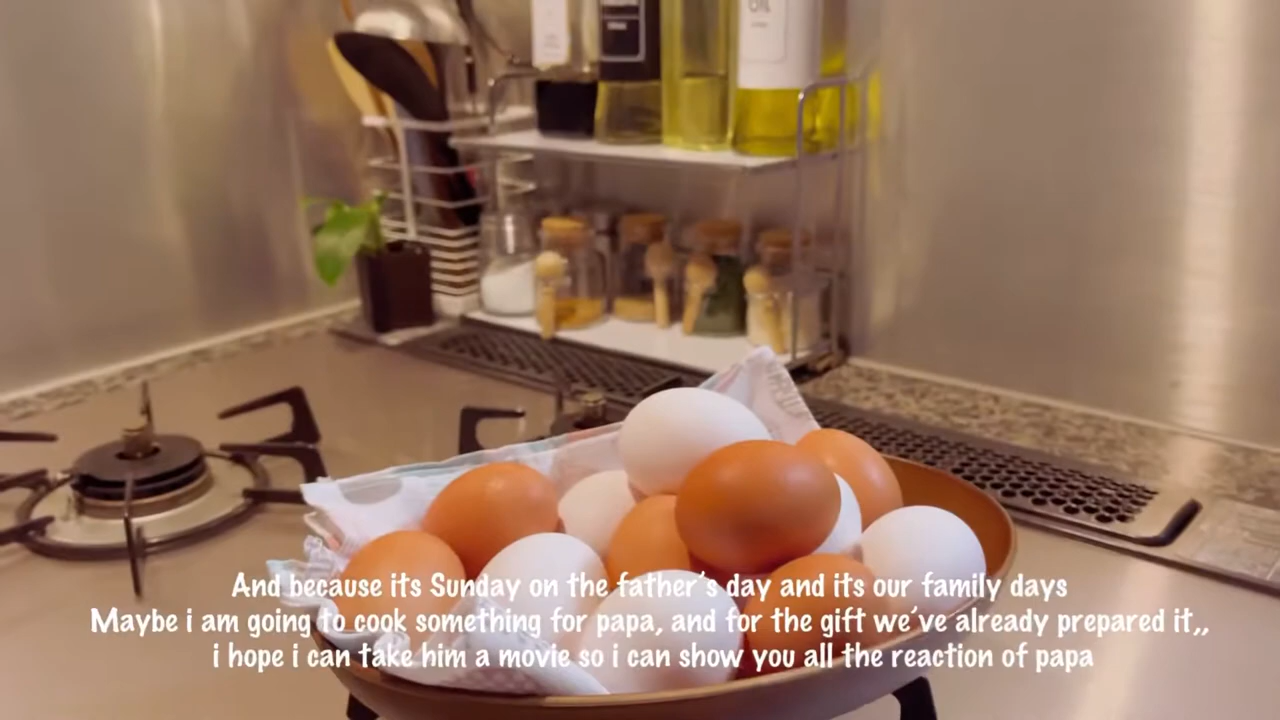 OIL
And because its Sunday on the father's day and its our family days
Maybe i am going to cook something for papa, and for the gift we've already prepared it,,
i hope i can take him a movie so i can show you all the reaction of papa